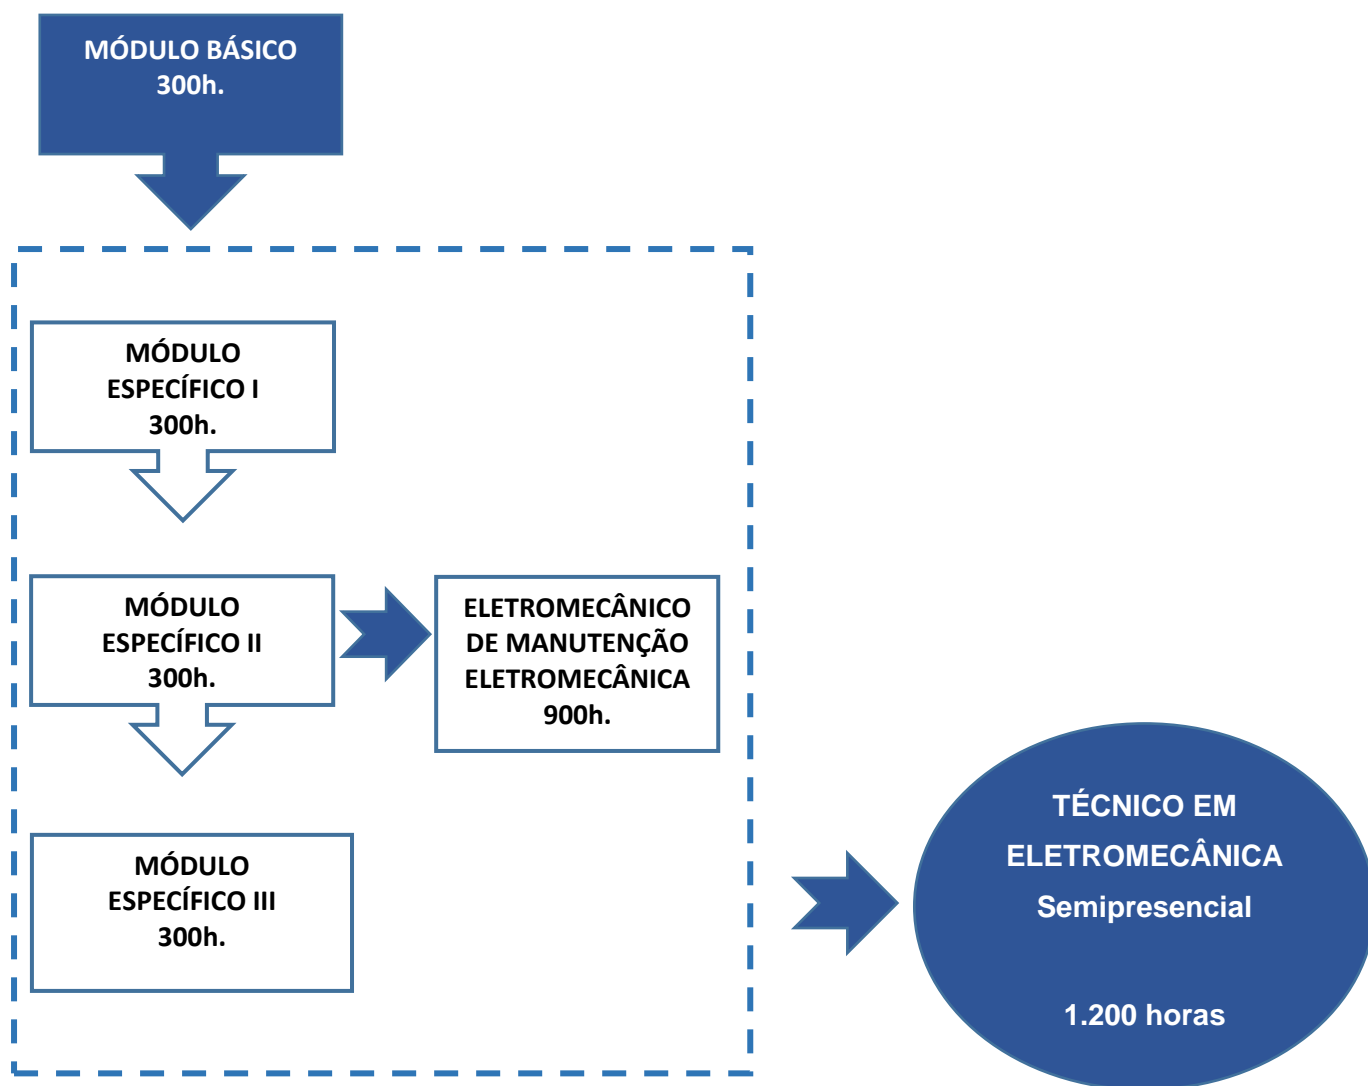 MÓDULO BÁSICO
300h.
MÓDULO
ESPECÍFICO I
300h.
MÓDULO
ESPECÍFICO II
300h.
ELETROMECÂNICO
DE MANUTENÇÃO
ELETROMECÂNICA
900h.
MÓDULO
ESPECÍFICO III
300h.
TÉCNICO EM
ELETROMECÂNICA
Semipresencial
1.200 horas